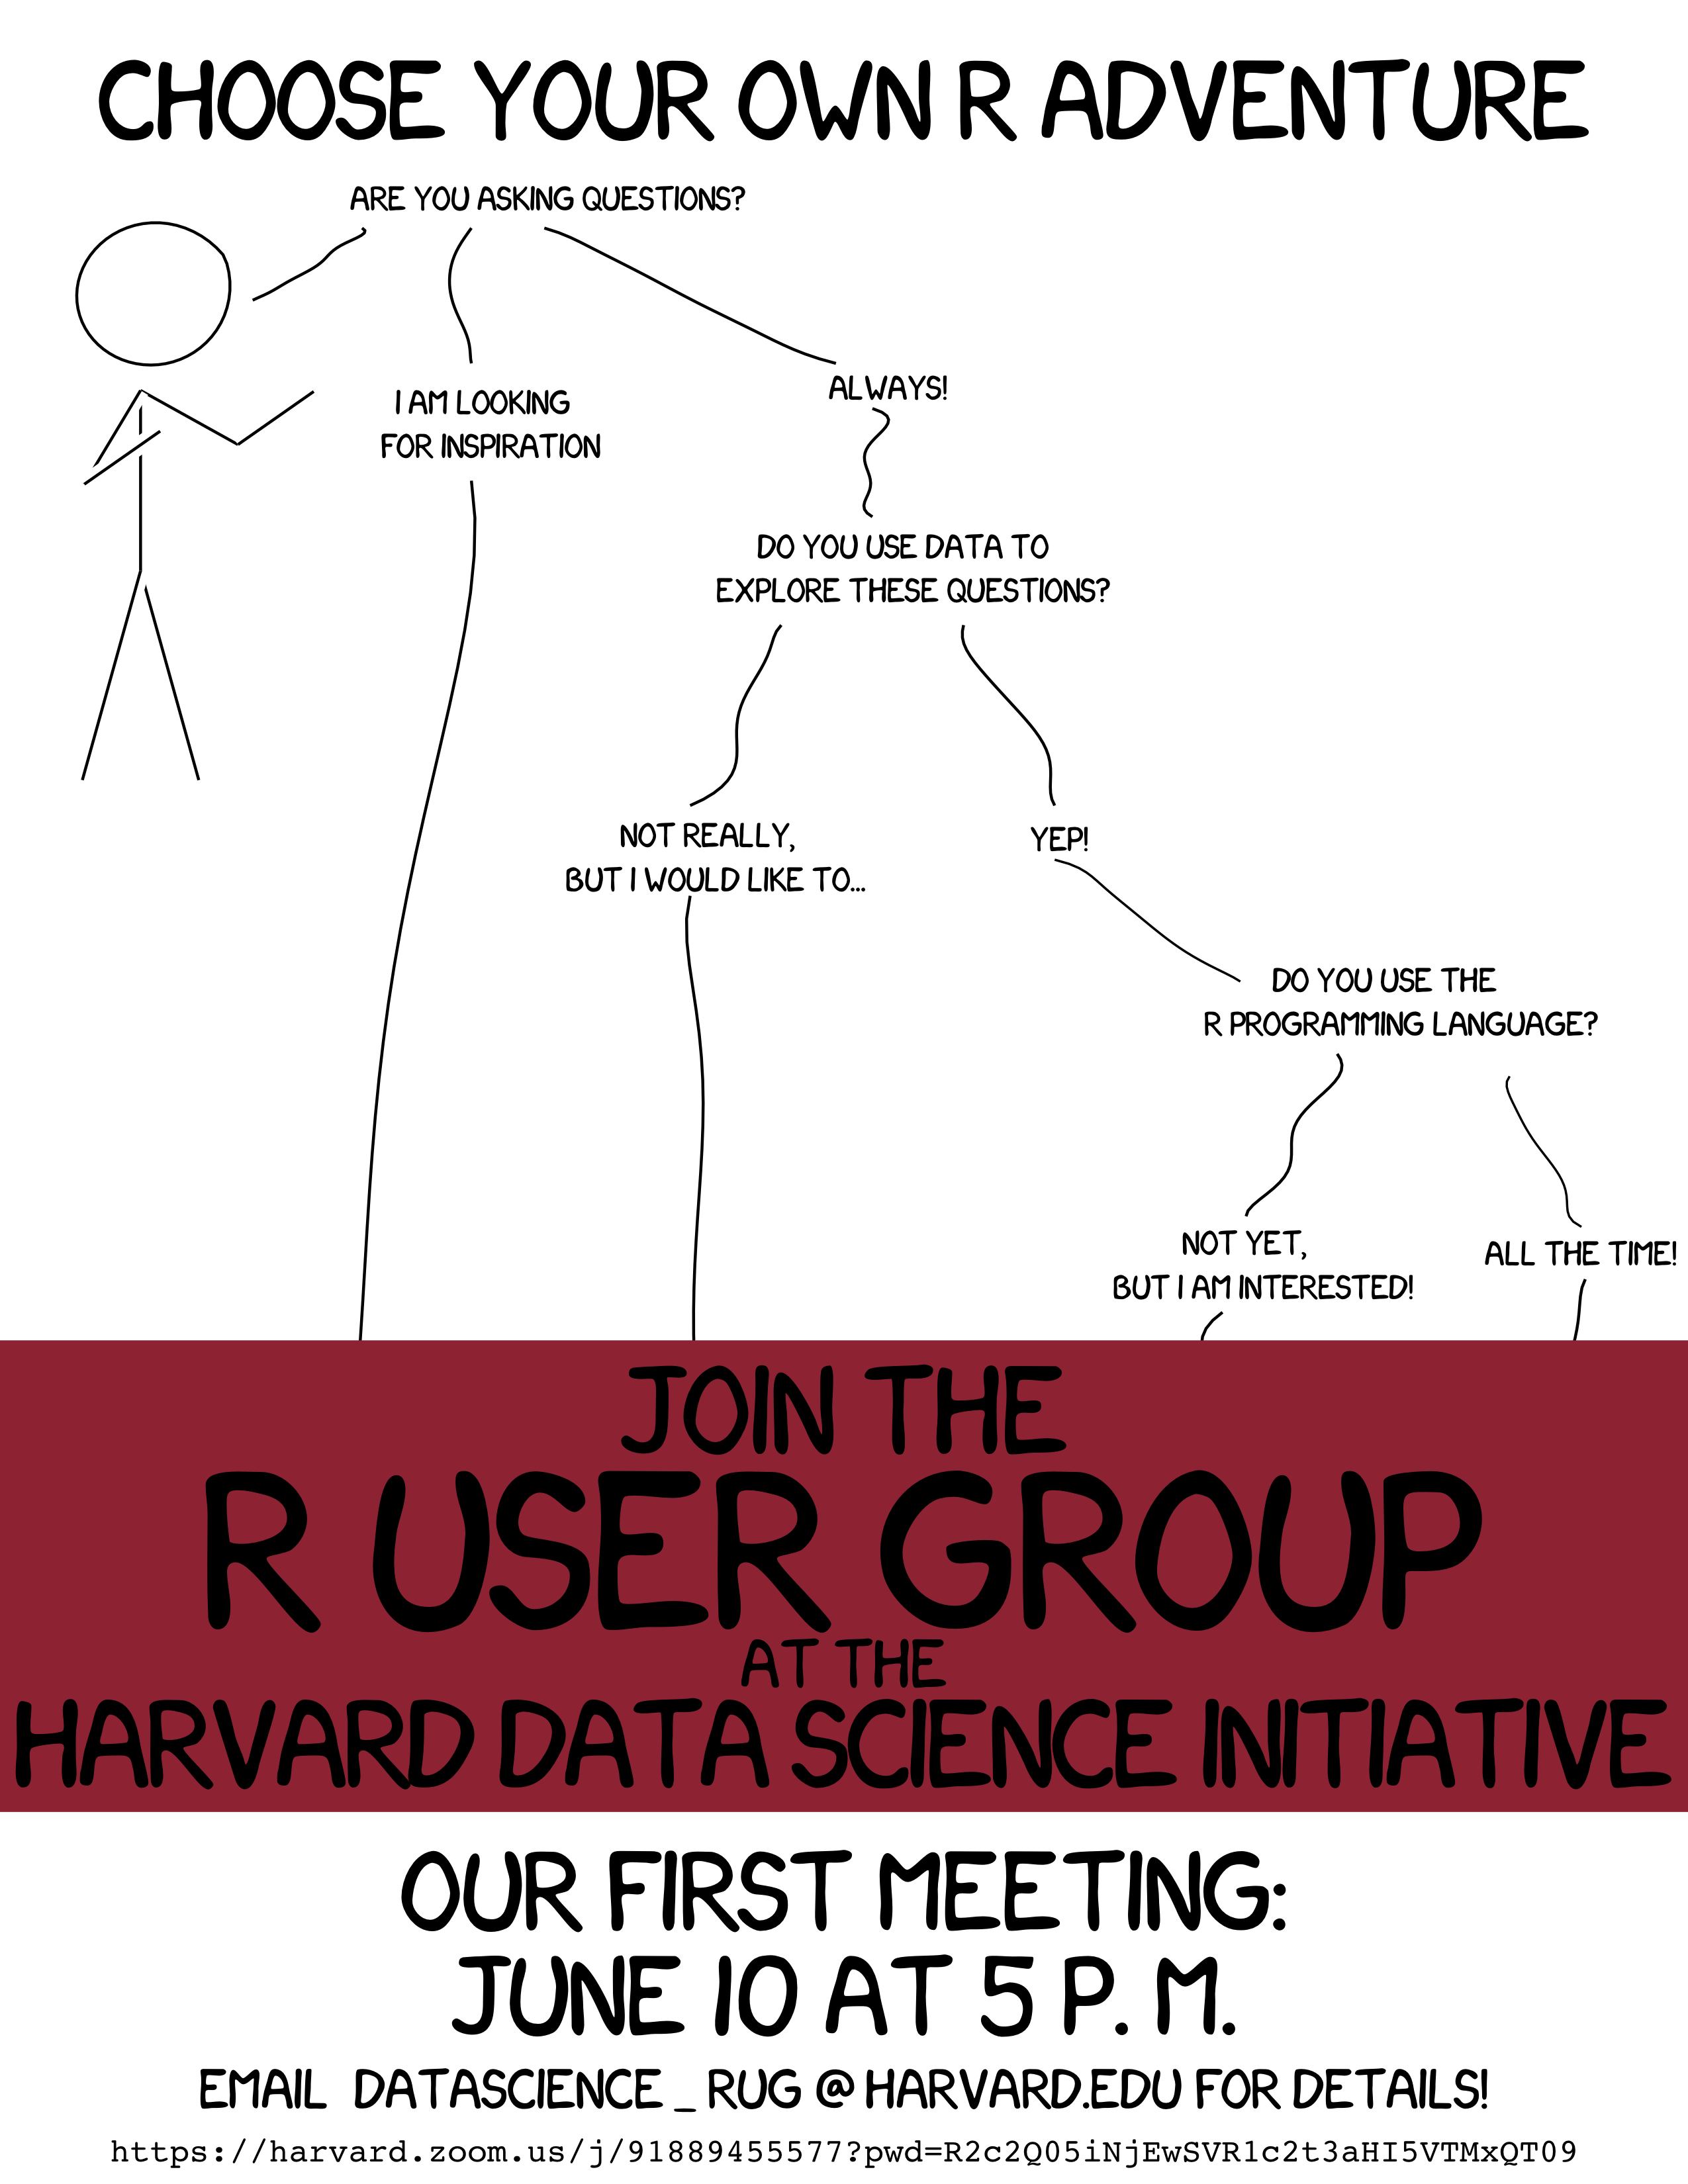 CHOOSE YOUR OWN R ADVENTURE
ARE YOU ASKING QUESTIONS?
I AM LOOKING
FOR INSPIRATION
ALWAYS!
DO YOU USE DATA TO
EXPLORE THESE QUESTIONS?
NOT REALLY,
BUT I WOULD LIKE TO...
YEP!
DO YOU USE THE
R PROGRAMMING LANGUAGE?
NOT YET,
BUT I AM INTERESTED!
ALL THE TIME!
JOIN THE
R USER GROUP
AT THE
HARVARD DATA SCIENCE INITIATIVE
OUR FIRST MEETING:
JUNE 10 AT 5 P. M.
EMAIL DATASCIENCE_RUG @ HARVARD.EDU FOR DETAILS!
https://harvard.zoom.us/j/91889455577?pwd=R2c2Q05iNjEwSVR1c2t3aHI5VTMxQT09